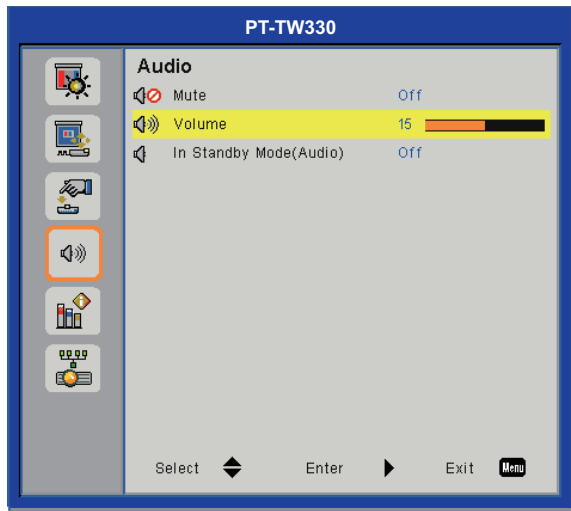 PT-TW330
Audio
Mute Off
Volume 15
In Standby Mode(Audio) Off
Select Enter Exit Menu